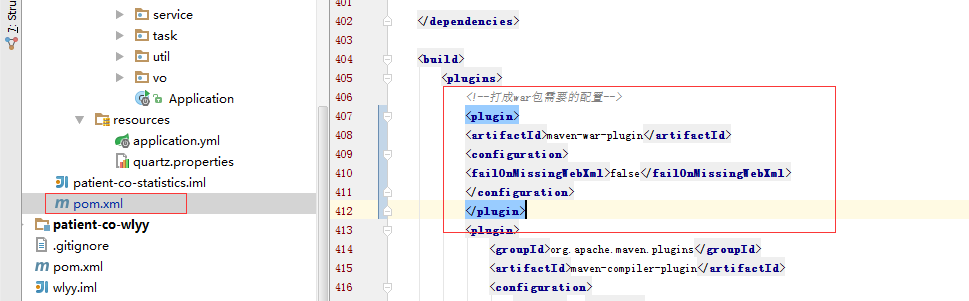 7: Stru
service
task
util
vo
Application
resources
application.yml
quartz.properties
patient-co-statistics.iml
pom.xml
patient-co-wlyy
.gitignore
pom.xml
wlyy.iml
401
402 </dependencies>
403
404 <build>
405 <plugins>
406 <!--打成war包需要的配置-->
407 <plugin>
408 <artifactId>maven-war-plugin</artifactId>
409 <configuration>
410 <failOnMissingWebXml>false</failOnMissingWebXml>
411 </configuration>
412 </plugin>
413 <plugin>
414 <groupId>org.apache.maven.plugins</groupId>
415 <artifactId>maven-compiler-plugin</artifactId>
416 <configuration>